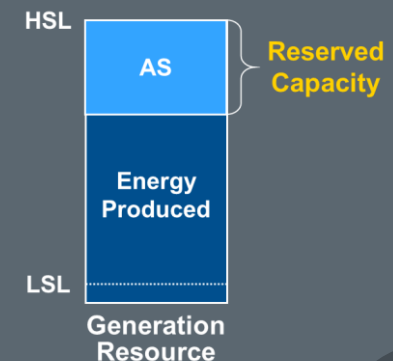 HSL
AS
Reserved
Capacity
Energy
Produced
LSL
Generation
Resource